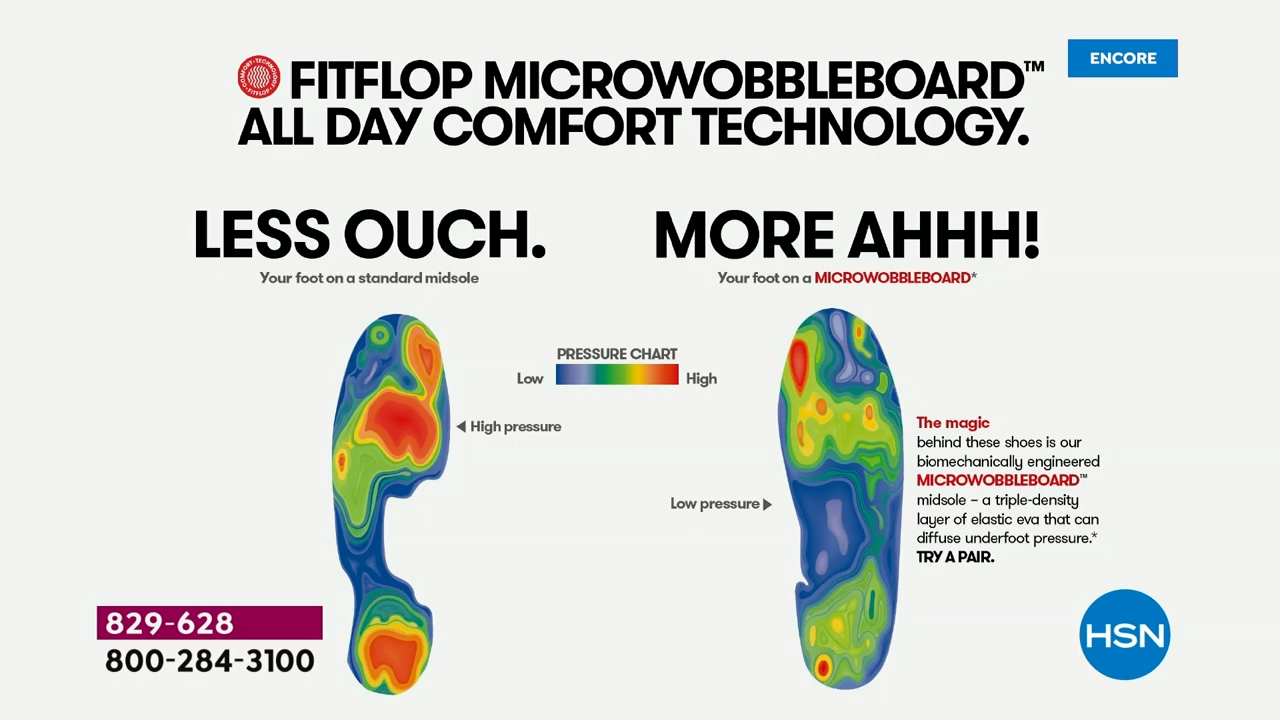 ENCORE
FITFLOP MICROWOBBLEBOARD™
ALL DAY COMFORT TECHNOLOGY.
LESS OUCH.
Your foot on a standard midsole
MORE AHHH!
Your foot on a MICROWOBBLEBOARD*
PRESSURE CHART
Low
High
High pressure
Low pressure
The magic
behind these shoes is our
biomechanically engineered
MICROWOBBLEBOARD™
midsole – a triple-density
layer of elastic eva that can
diffuse underfoot pressure.*
TRY A PAIR.
829-628
800-284-3100
HSN